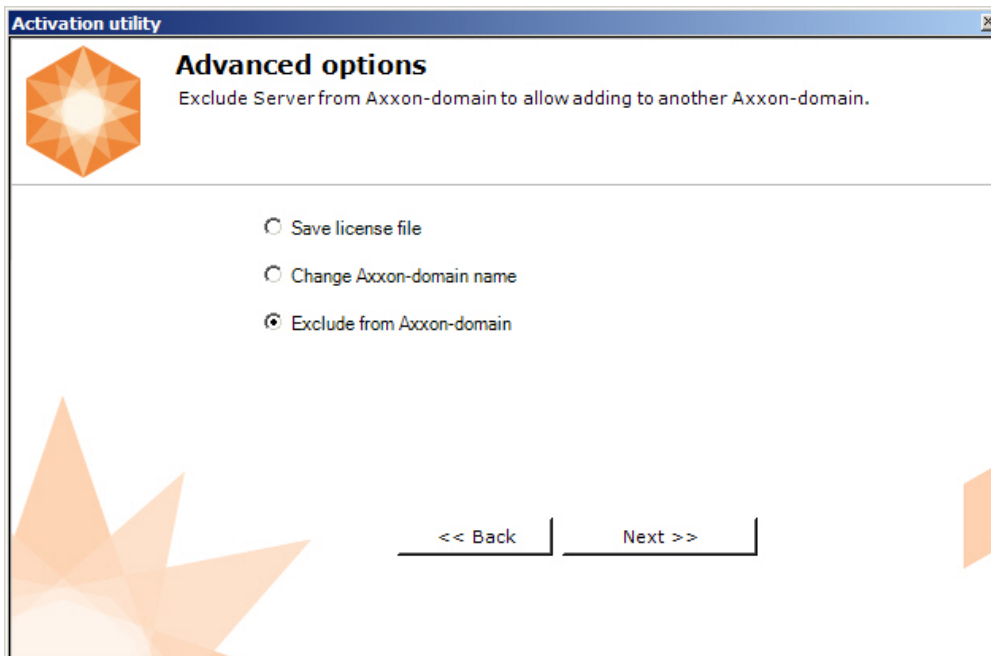 Activation utility
Advanced options
Exclude Server from Axxon-domain to allow adding to another Axxon-domain.
Save license file
Change Axxon-domain name
Exclude from Axxon-domain
<< Back Next >>